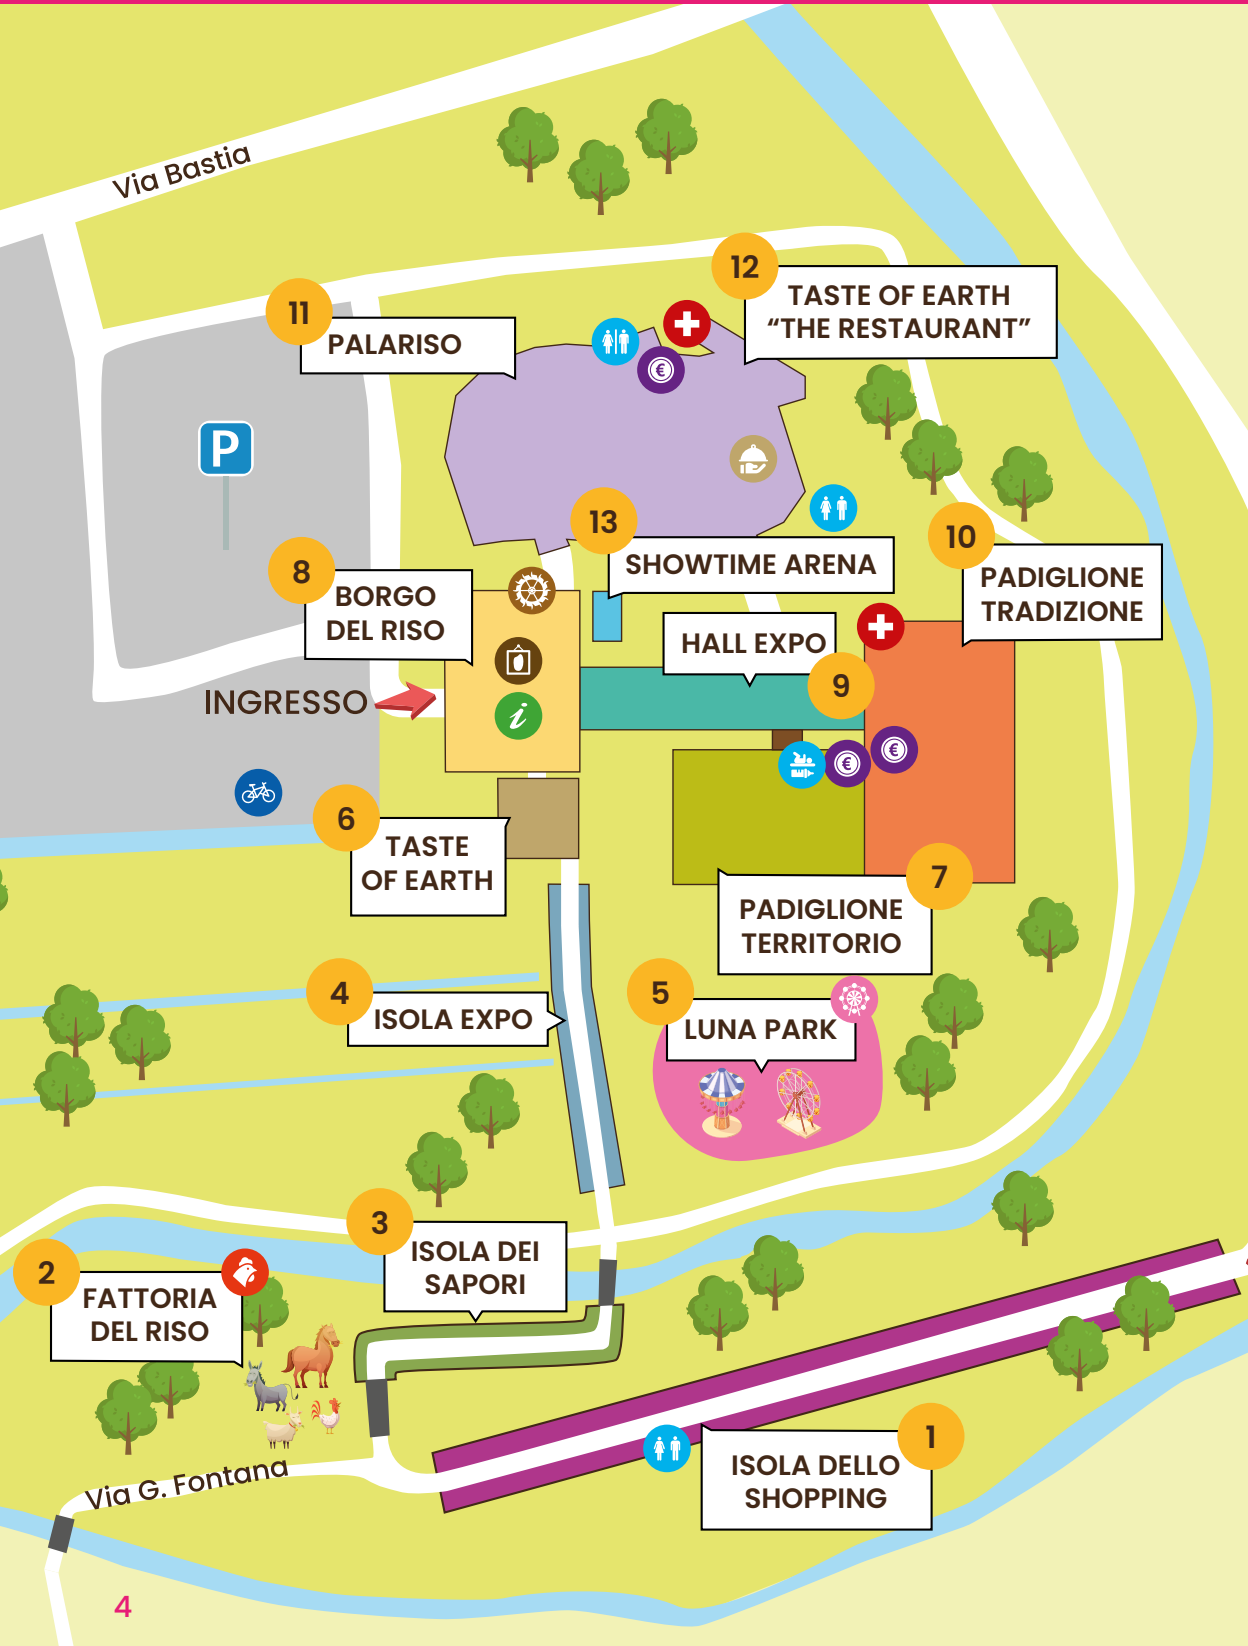 Via Bastia
12
TASTE OF EARTH
“THE RESTAURANT”
11
PALARISO
P
13
SHOWTIME ARENA
10
PADIGLIONE
TRADIZIONE
8
BORGO
DEL RISO
HALL EXPO
9
INGRESSO
i
€
€
€
6
TASTE
OF EARTH
7
PADIGLIONE
TERRITORIO
4
ISOLA EXPO
5
LUNA PARK
3
ISOLA DEI
SAPORI
2
FATTORIA
DEL RISO
1
ISOLA DELLO
SHOPPING
Via G. Fontana
4